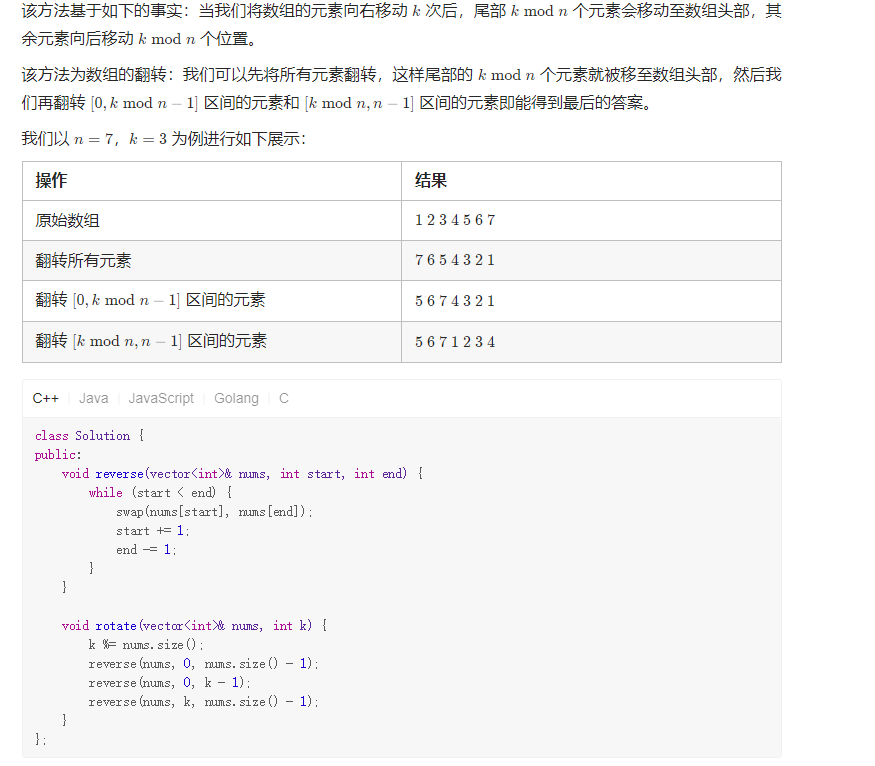 该方法基于如下的事实：当我们将数组的元素向右移动 k 次后，尾部 k mod n 个元素会移动至数组头部，其
余元素向后移动 k mod n 个位置。
该方法为数组的翻转：我们可以先将所有元素翻转，这样尾部的 k mod n 个元素就被移至数组头部，然后我
们再翻转 [0, k mod n − 1] 区间的元素和 [k mod n, n − 1] 区间的元素即能得到最后的答案。
我们以 n = 7，k = 3 为例进行如下展示：
操作 结果
原始数组 1 2 3 4 5 6 7
翻转所有元素 7 6 5 4 3 2 1
翻转 [0, k mod n − 1] 区间的元素 5 6 7 4 3 2 1
翻转 [k mod n, n − 1] 区间的元素 5 6 7 1 2 3 4
C++ Java JavaScript Golang C
class Solution {
public:
    void reverse(vector<int>& nums, int start, int end) {
        while (start < end) {
            swap(nums[start], nums[end]);
            start += 1;
            end -= 1;
        }
    }
    void rotate(vector<int>& nums, int k) {
        k %= nums.size();
        reverse(nums, 0, nums.size() - 1);
        reverse(nums, 0, k - 1);
        reverse(nums, k, nums.size() - 1);
    }
};